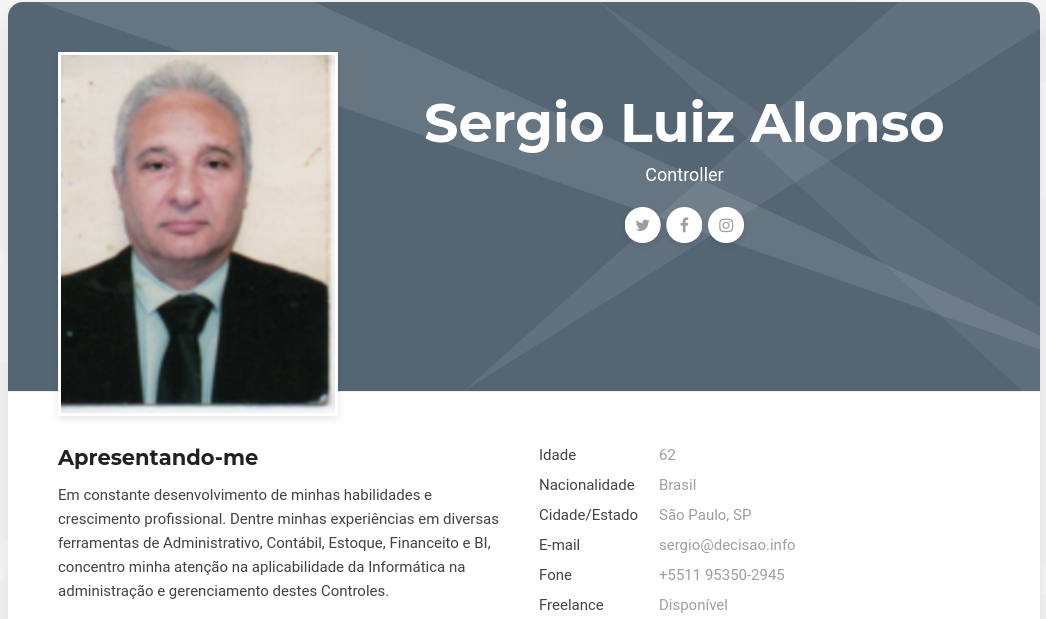 Sergio Luiz Alonso
Controller
Apresentando-me
Em constante desenvolvimento de minhas habilidades e
crescimento profissional. Dentre minhas experiências em diversas
ferramentas de Administrativo, Contábil, Estoque, Financeito e BI,
concentro minha atenção na aplicabilidade da Informática na
administração e gerenciamento destes Controles.
Idade 62
Nacionalidade Brasil
Cidade/Estado São Paulo, SP
E-mail sergio@decisao.info
Fone +5511 95350-2945
Freelance Disponível